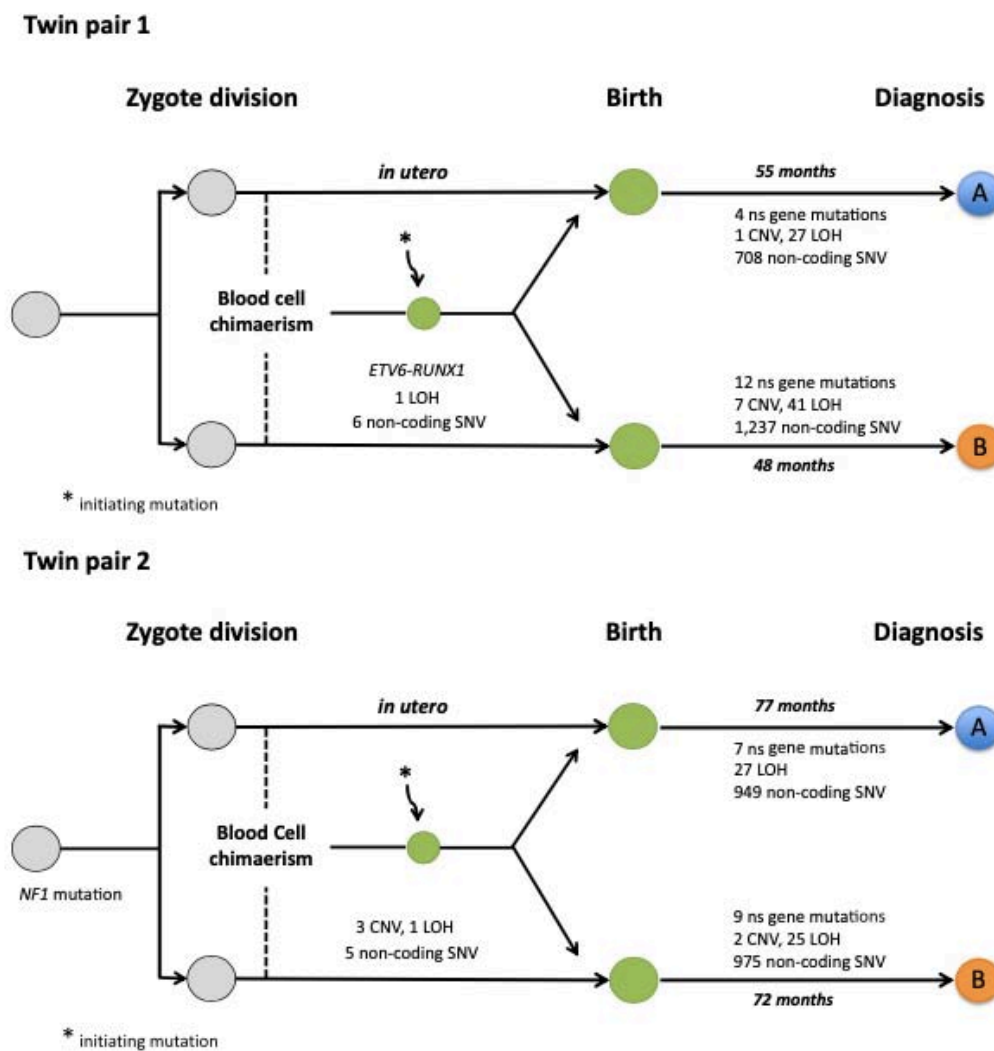 Twin pair 1
Zygote division
Birth
Diagnosis
in utero
55 months
A
*
4 ns gene mutations
1 CNV, 27 LOH
708 non-coding SNV
Blood cell
chimaerism
ETV6-RUNX1
1 LOH
6 non-coding SNV
12 ns gene mutations
7 CNV, 41 LOH
1,237 non-coding SNV
48 months
B
* initiating mutation
Twin pair 2
Zygote division
Birth
Diagnosis
in utero
77 months
A
*
7 ns gene mutations
27 LOH
949 non-coding SNV
Blood Cell
chimaerism
NF1 mutation
3 CNV, 1 LOH
5 non-coding SNV
9 ns gene mutations
2 CNV, 25 LOH
975 non-coding SNV
72 months
B
* initiating mutation